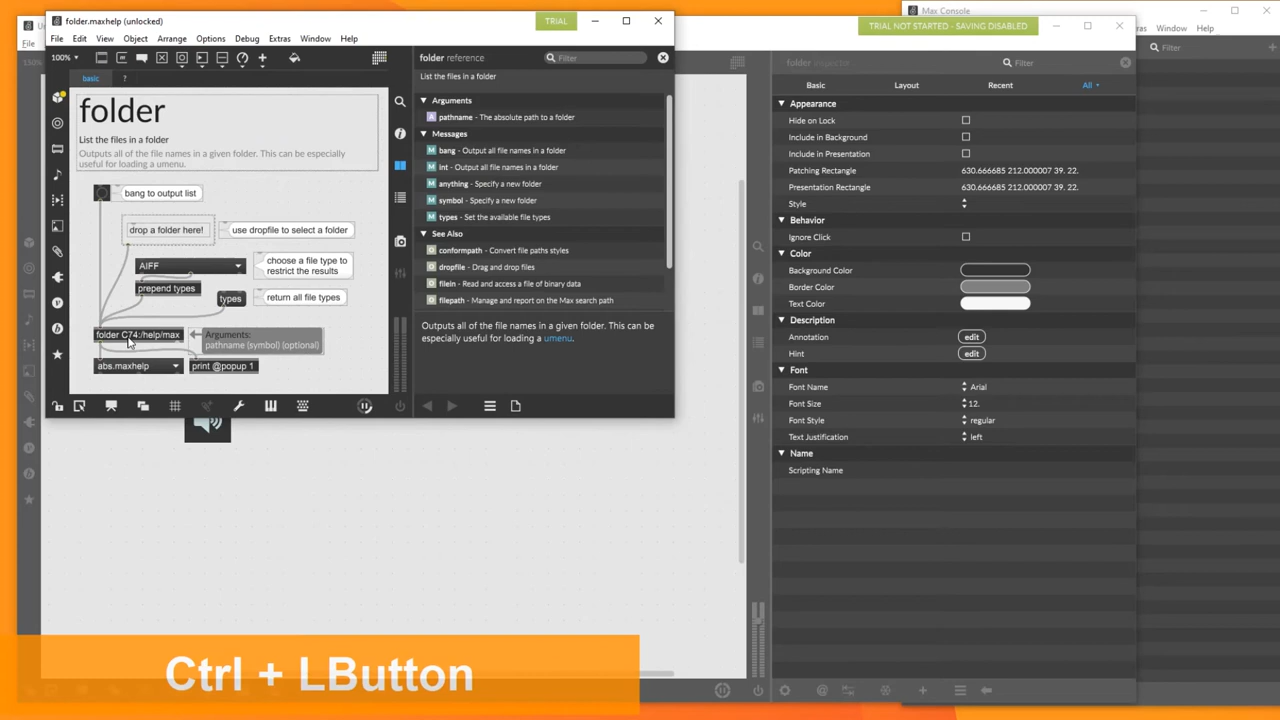 folder.maxhelp (unlocked)
TRIAL
File Edit View Object Arrange Options Debug Extras Window Help
100%
basic ?
folder
List the files in a folder
Outputs all of the file names in a given folder. This can be especially
useful for loading a umenu.
bang to output list
drop a folder here!
use dropfile to select a folder
AIFF
choose a file type to
restrict the results
prepend types
types
return all file types
folder C74:/help/max
Arguments:
pathname (symbol) (optional)
abs.maxhelp
print @popup 1
folder reference
Filter
List the files in a folder
Arguments
A pathname - The absolute path to a folder
Messages
M bang - Output all file names in a folder
M int - Output all file names in a folder
M anything - Specify a new folder
M symbol - Specify a new folder
M types - Set the available file types
See Also
O conformpath - Convert file paths styles
O dropfile - Drag and drop files
O filein - Read and access a file of binary data
O filepath - Manage and report on the Max search path
Outputs all of the file names in a given folder. This can be
especially useful for loading a umenu.
File
TRIAL NOT STARTED - SAVING DISABLED
folder inspector
Filter
Basic Layout Recent All
Appearance
Hide on Lock
Include in Background
Include in Presentation
Patching Rectangle 630.666685 212.000007 39. 22.
Presentation Rectangle 630.666685 212.000007 39. 22.
Style
Behavior
Ignore Click
Color
Background Color
Border Color
Text Color
Description
Annotation edit
Hint edit
Font
Font Name Arial
Font Size 12.
Font Style regular
Text Justification left
Name
Scripting Name
Max Console
Window Help
Filter
Ctrl + LButton